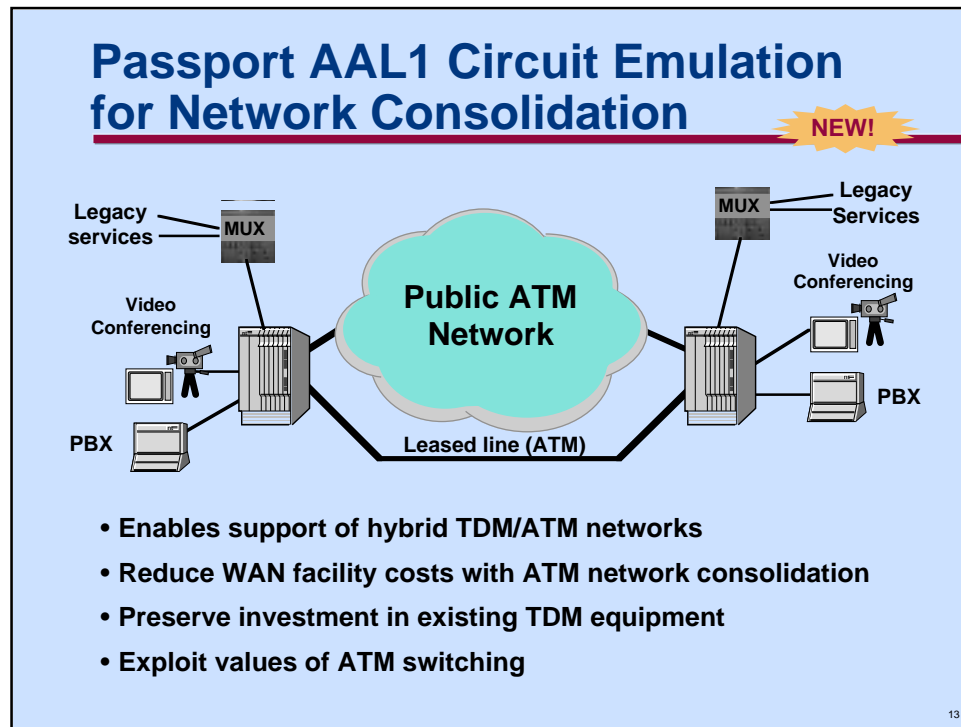 Passport AAL1 Circuit Emulation
for Network Consolidation
NEW!
Legacy
services
MUX
Video
Conferencing
PBX
Public ATM
Network
Leased line (ATM)
MUX
Legacy
Services
Video
Conferencing
PBX
• Enables support of hybrid TDM/ATM networks
• Reduce WAN facility costs with ATM network consolidation
• Preserve investment in existing TDM equipment
• Exploit values of ATM switching
13